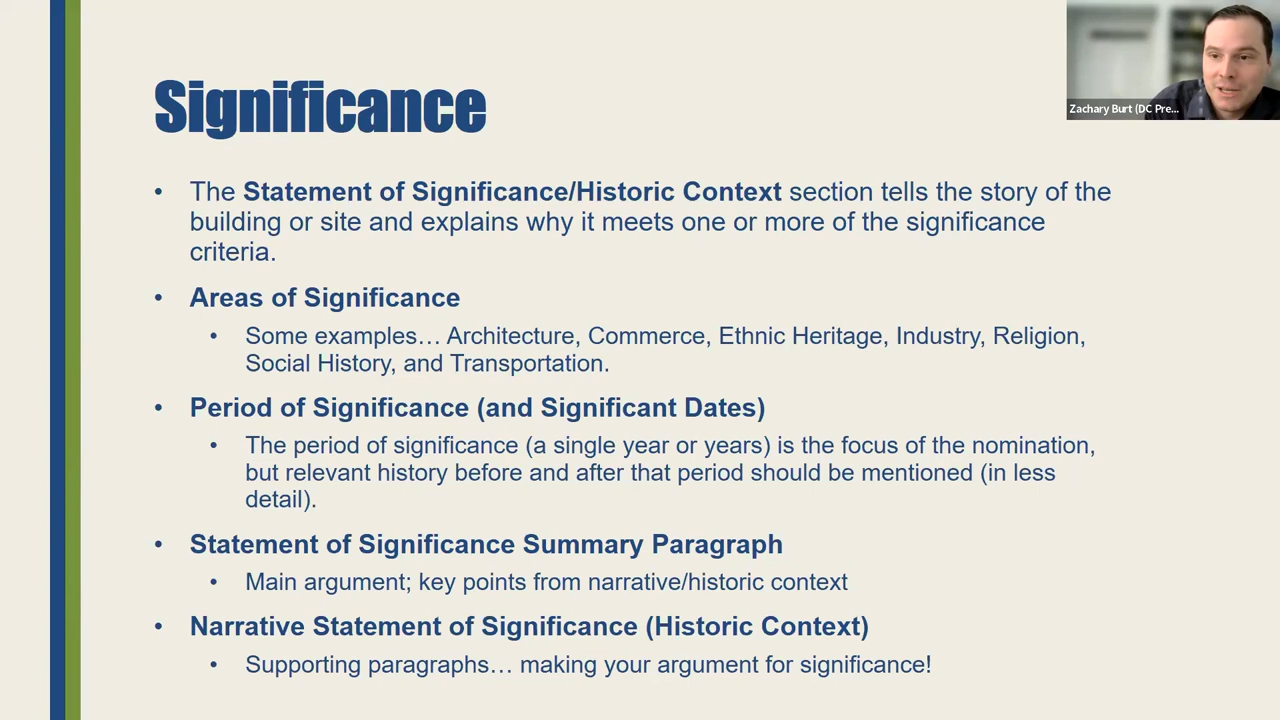 Significance
Zachary Burt (DC Pre...
• The Statement of Significance/Historic Context section tells the story of the
building or site and explains why it meets one or more of the significance
criteria.
• Areas of Significance
• Some examples… Architecture, Commerce, Ethnic Heritage, Industry, Religion,
Social History, and Transportation.
• Period of Significance (and Significant Dates)
• The period of significance (a single year or years) is the focus of the nomination,
but relevant history before and after that period should be mentioned (in less
detail).
• Statement of Significance Summary Paragraph
• Main argument; key points from narrative/historic context
• Narrative Statement of Significance (Historic Context)
• Supporting paragraphs… making your argument for significance!